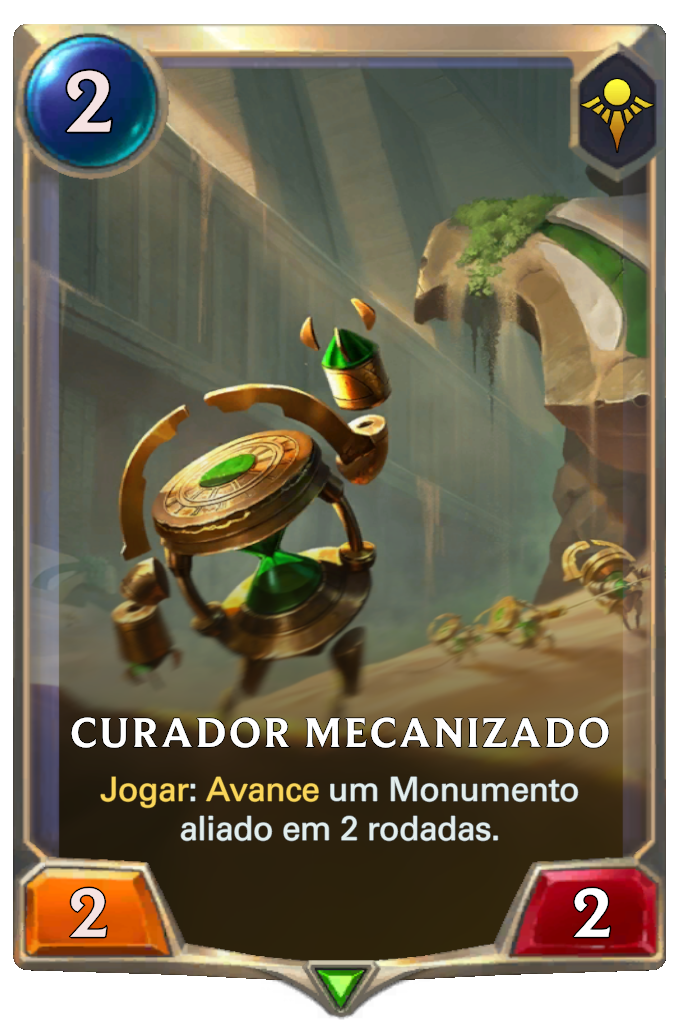 2
CURADOR MECANIZADO
Jogar: Avance um Monumento
aliado em 2 rodadas.
2
2